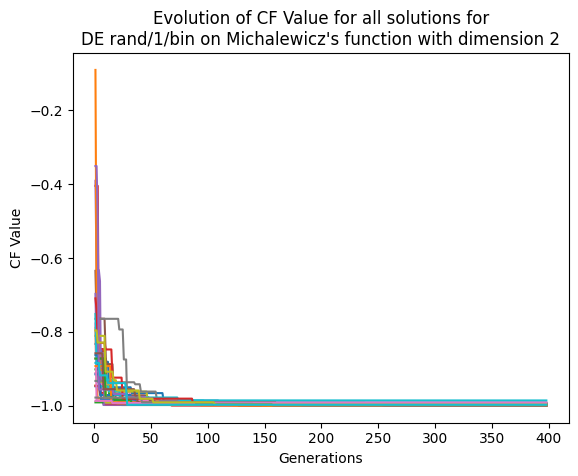 Evolution of CF Value for all solutions for
DE rand/1/bin on Michalewicz's function with dimension 2
CF Value
−0.2
−0.4
−0.6
−0.8
−1.0
0 50 100 150 200 250 300 350 400
Generations